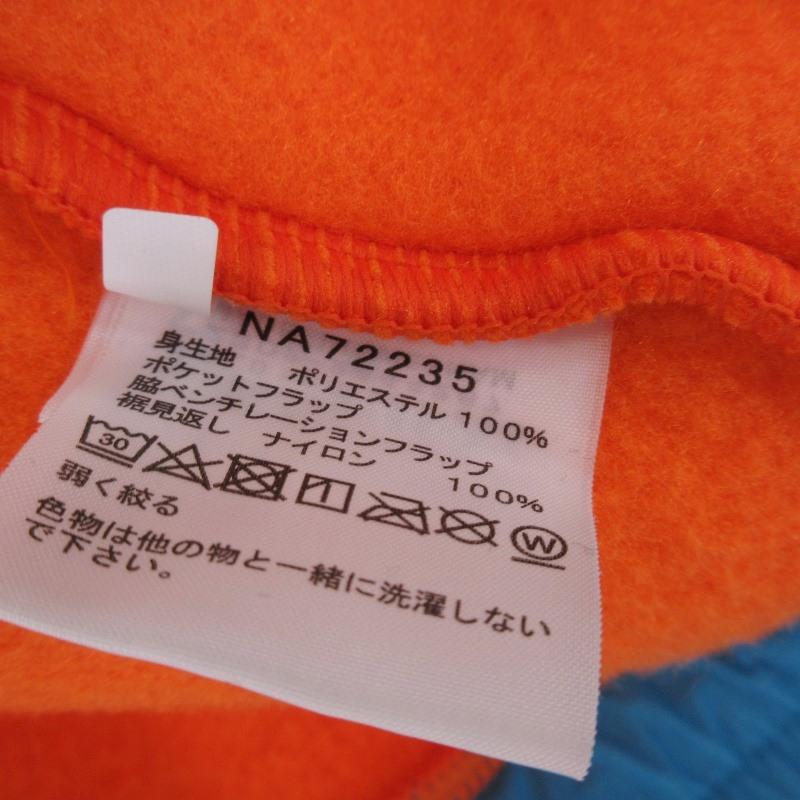 NA72235
身生地 ポリエステル 100%
ポケットフラップ
脇ベンチレーションフラップ
裾見返し ナイロン 100%
30
W
弱く絞る
色物は他の物と一緒に洗濯しない
で下さい。